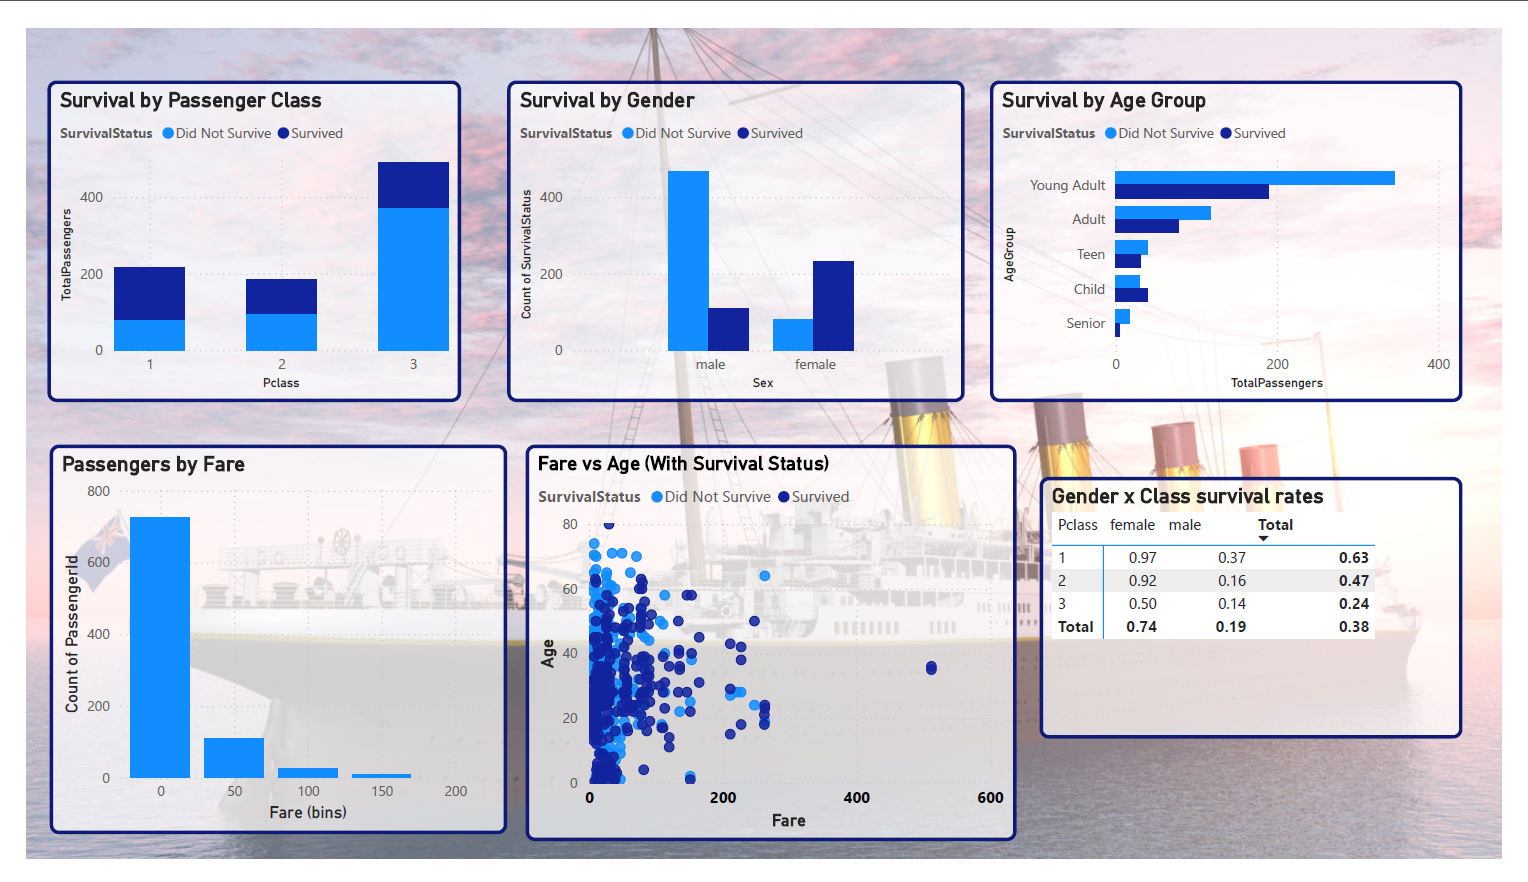 Survival by Passenger Class
SurvivalStatus Did Not Survive Survived
TotalPassengers
400
200
0
1 2 3
Pclass
Survival by Gender
SurvivalStatus Did Not Survive Survived
Count of SurvivalStatus
400
200
0
male female
Sex
Survival by Age Group
SurvivalStatus Did Not Survive Survived
AgeGroup
Young Adult
Adult
Teen
Child
Senior
0 200 400
TotalPassengers
Passengers by Fare
Count of PassengerId
800
600
400
200
0
0 50 100 150 200
Fare (bins)
Fare vs Age (With Survival Status)
SurvivalStatus Did Not Survive Survived
Age
80
60
40
20
0
0 200 400 600
Fare
Gender x Class survival rates
Pclass female male Total
1 0.97 0.37 0.63
2 0.92 0.16 0.47
3 0.50 0.14 0.24
Total 0.74 0.19 0.38